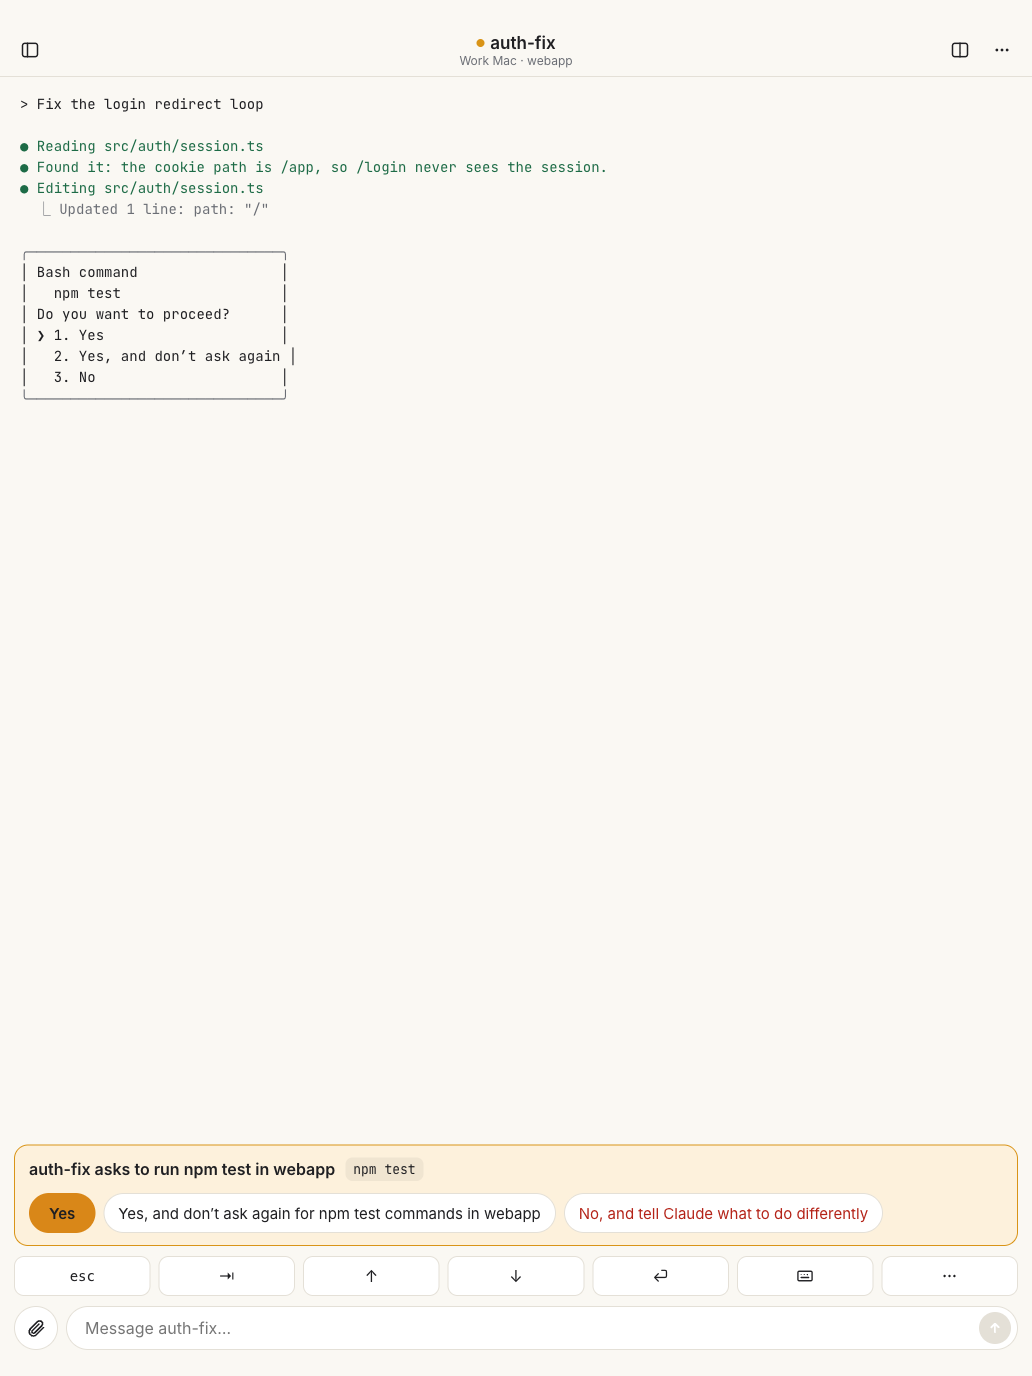 auth-fix
Work Mac · webapp
> Fix the login redirect loop
● Reading src/auth/session.ts
● Found it: the cookie path is /app, so /login never sees the session.
● Editing src/auth/session.ts
⎿ Updated 1 line: path: "/"
Bash command
npm test
Do you want to proceed?
❯ 1. Yes
2. Yes, and don’t ask again
3. No
auth-fix asks to run npm test in webapp npm test
Yes Yes, and don’t ask again for npm test commands in webapp No, and tell Claude what to do differently
esc
Message auth-fix...